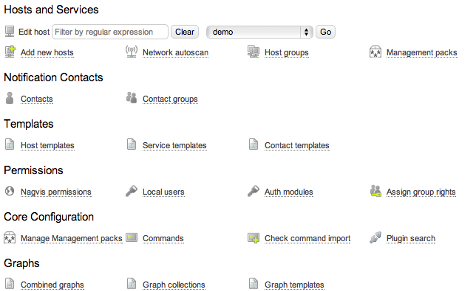 Hosts and Services
Edit host Filter by regular expression Clear demo Go
Add new hosts Network autoscan Host groups Management packs
Notification Contacts
Contacts Contact groups
Templates
Host templates Service templates Contact templates
Permissions
Nagvis permissions Local users Auth modules Assign group rights
Core Configuration
Manage Management packs Commands Check command import Plugin search
Graphs
Combined graphs Graph collections Graph templates